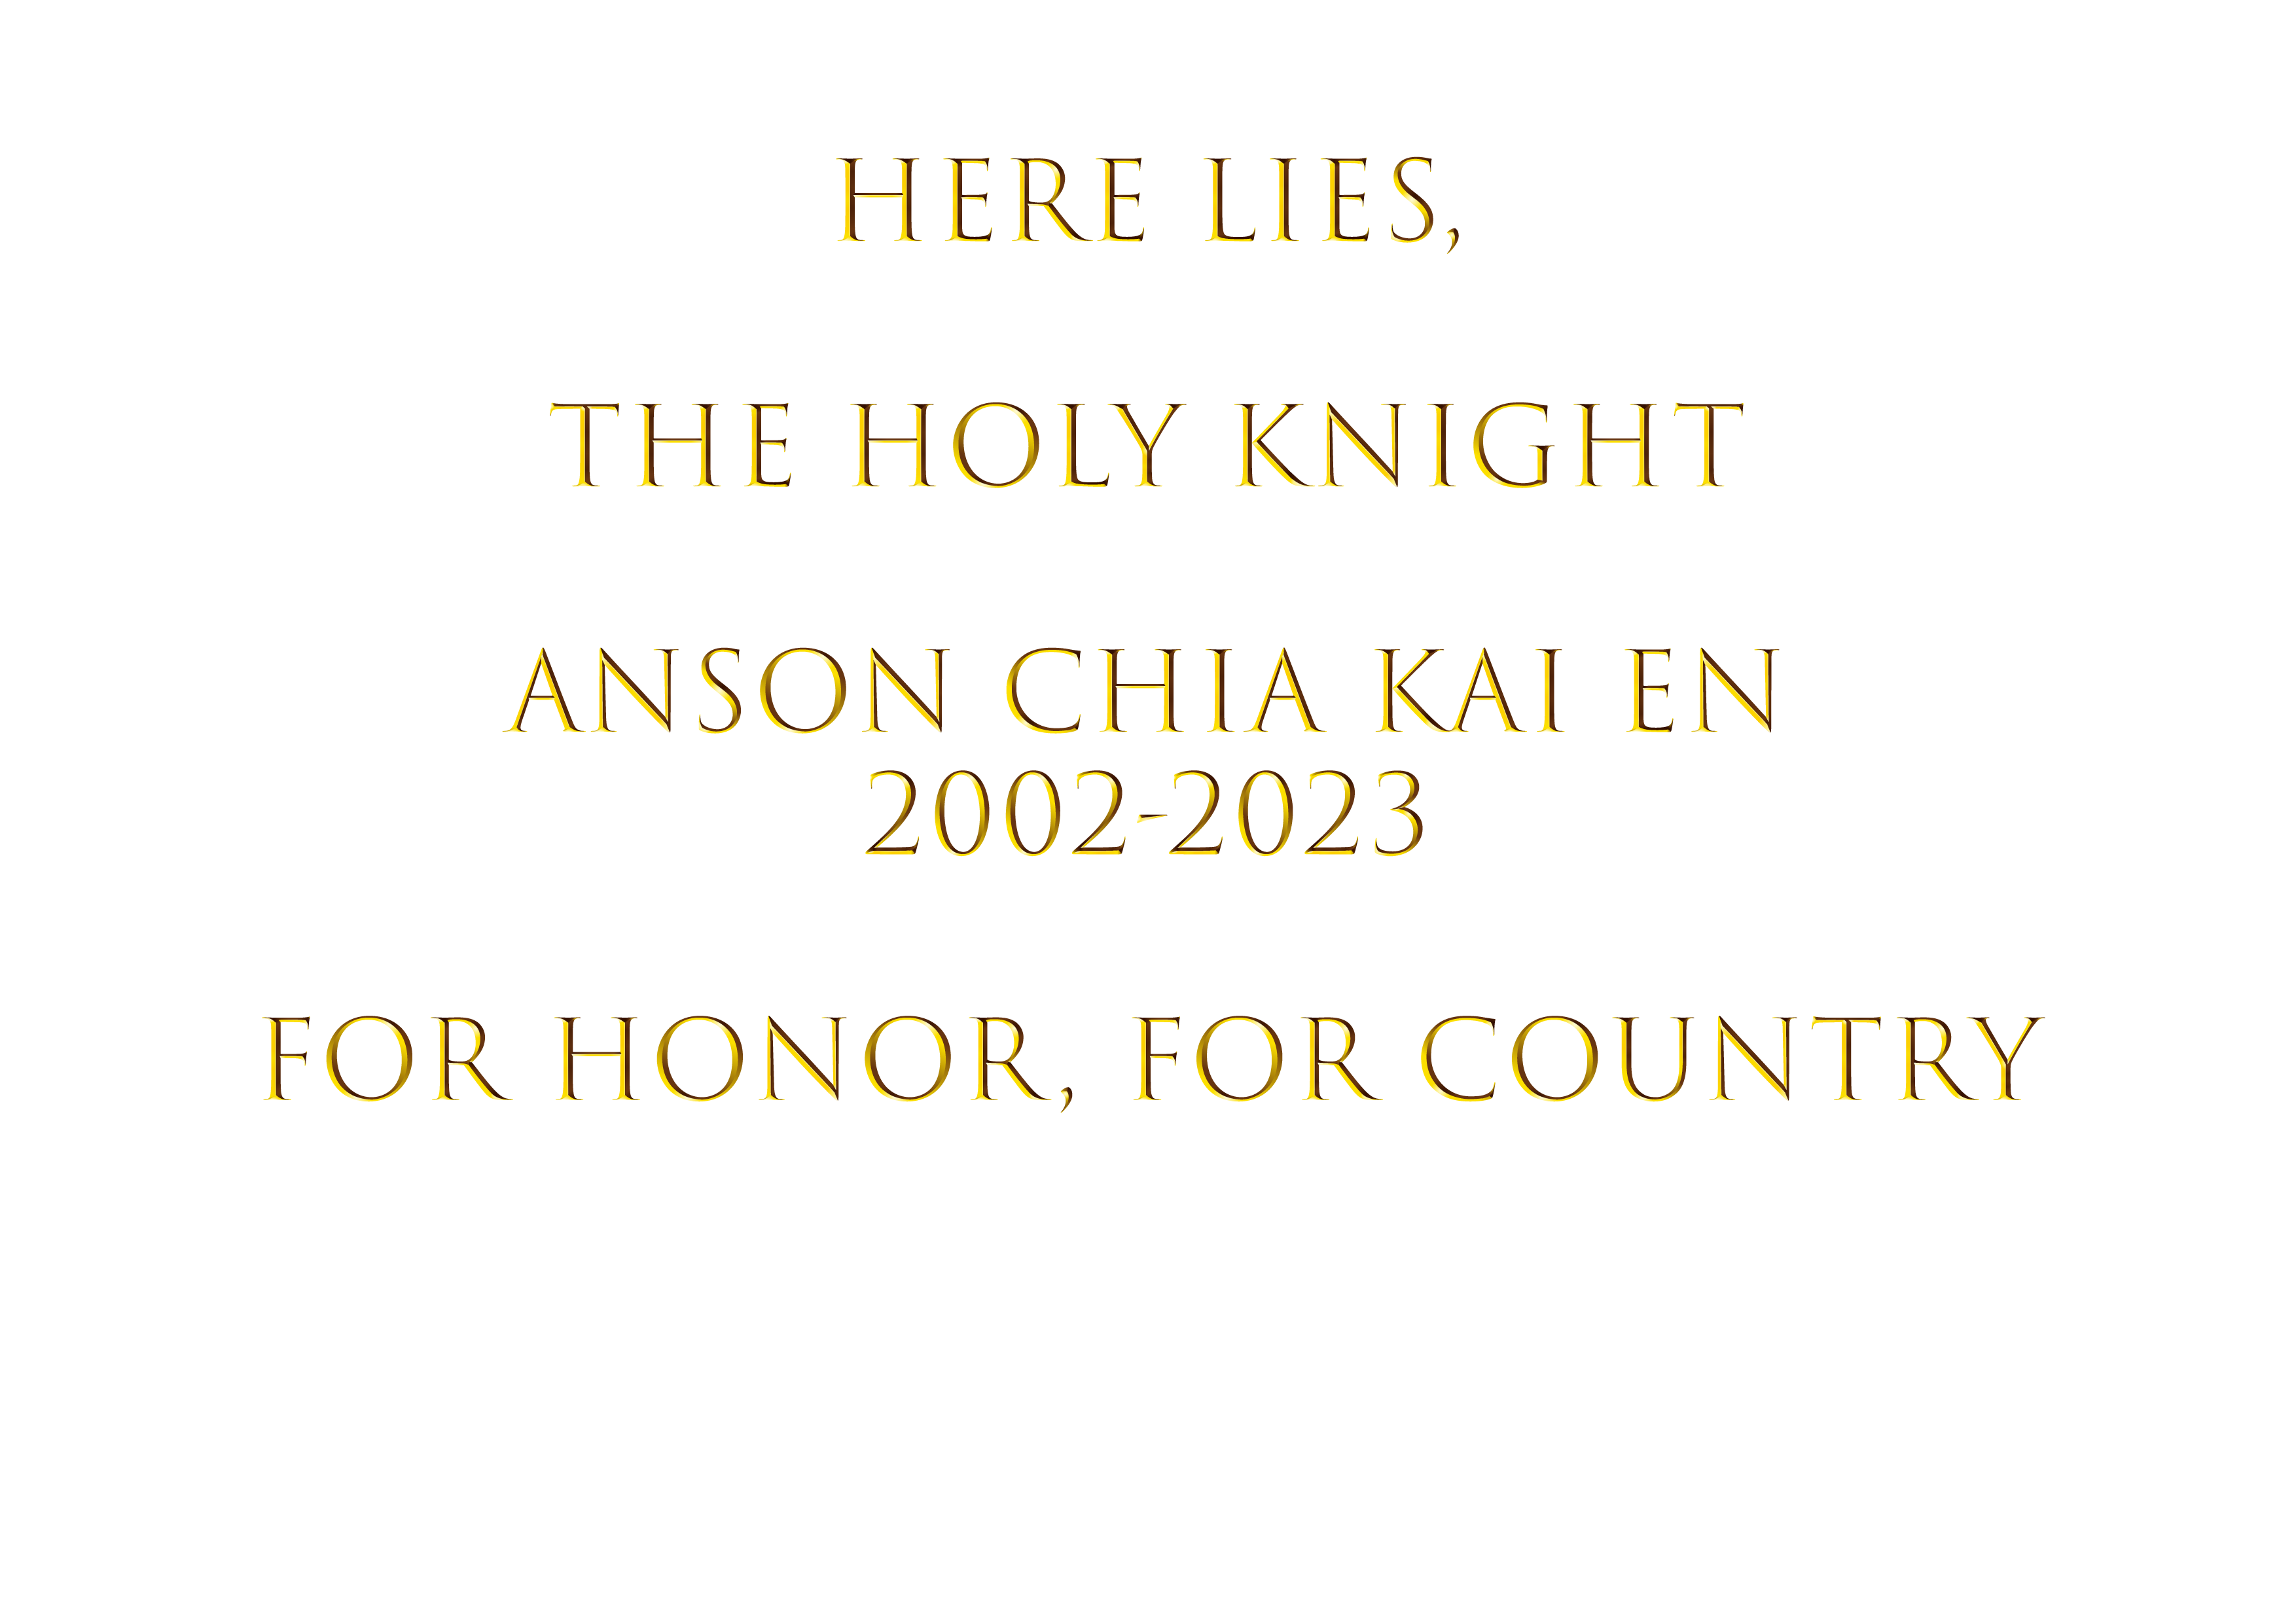 HERE LIES,
THE HOLY KNIGHT
ANSON CHIA KAI EN
2002-2023
FOR HONOR, FOR COUNTRY